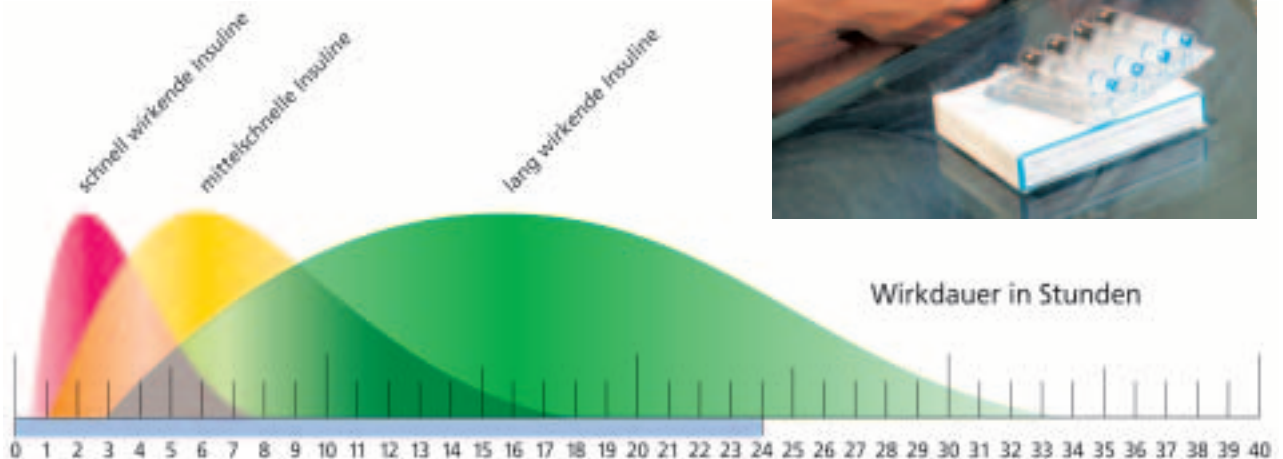 schnell wirkende Insuline
mittelschnelle Insuline
lang wirkende Insuline
Wirkdauer in Stunden
0 1 2 3 4 5 6 7 8 9 10 11 12 13 14 15 16 17 18 19 20 21 22 23 24 25 26 27 28 29 30 31 32 33 34 35 36 37 38 39 40